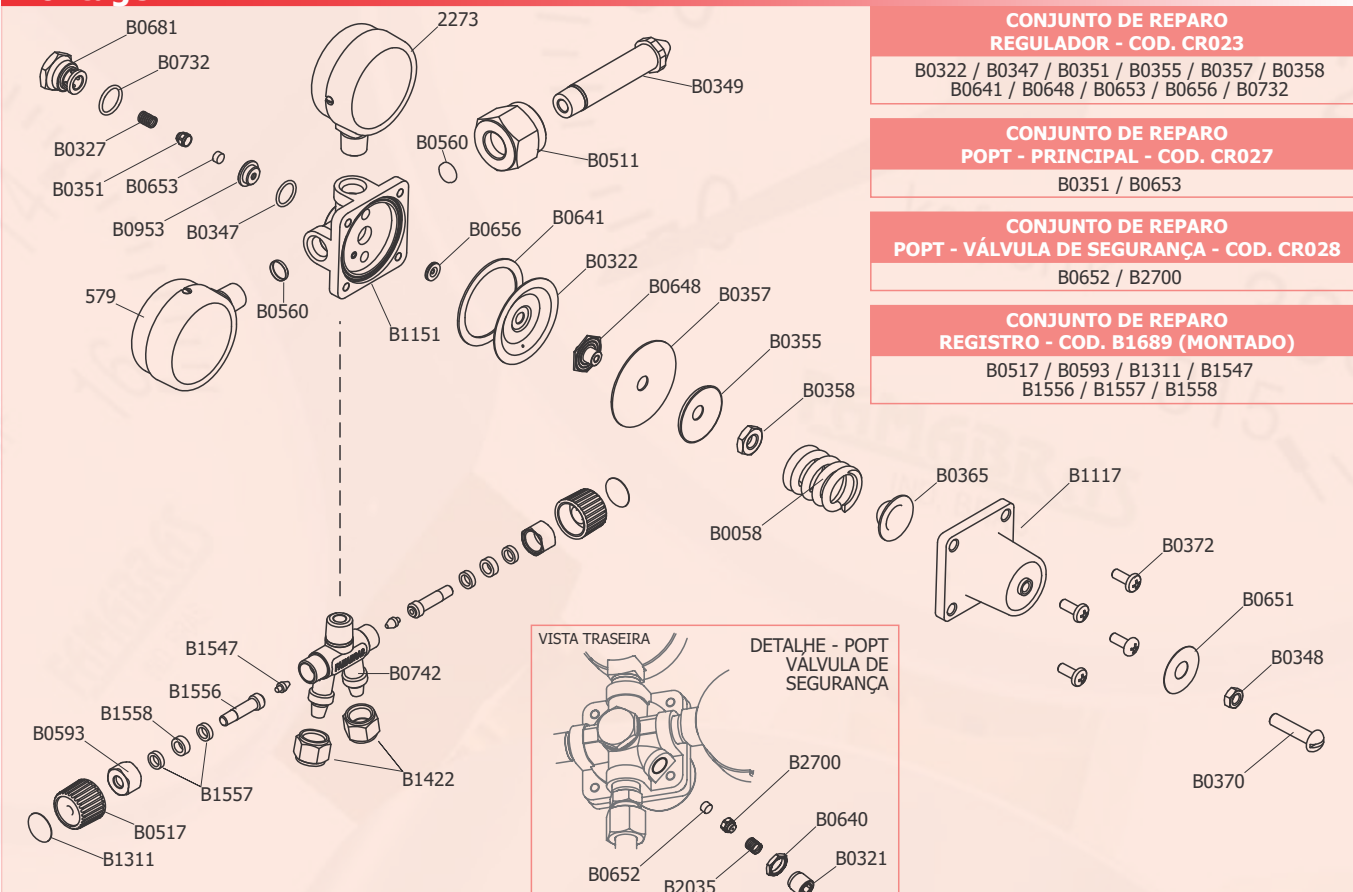 B0681
2273
B0732
B0349
B0327
B0560
B0511
B0351
B0653
B0953
B0347
B0656
B0641
B0322
B0648
B0357
579
B0560
B1151
B0355
B0358
CONJUNTO DE REPARO
REGULADOR - COD. CR023
B0322 / B0347 / B0351 / B0355 / B0357 / B0358
B0641 / B0648 / B0653 / B0656 / B0732
CONJUNTO DE REPARO
POPT - PRINCIPAL - COD. CR027
B0351 / B0653
CONJUNTO DE REPARO
POPT - VÁLVULA DE SEGURANÇA - COD. CR028
B0652 / B2700
CONJUNTO DE REPARO
REGISTRO - COD. B1689 (MONTADO)
B0517 / B0593 / B1311 / B1547
B1556 / B1557 / B1558
B0058
B0365
B1117
B0372
B0651
B0348
B0370
B1547
B0742
B1556
B1558
B0593
B1557
B1422
B0517
B1311
VISTA TRASEIRA
DETALHE - POPT
VÁLVULA DE
SEGURANÇA
B2700
B0640
B0321
B0652
B2035